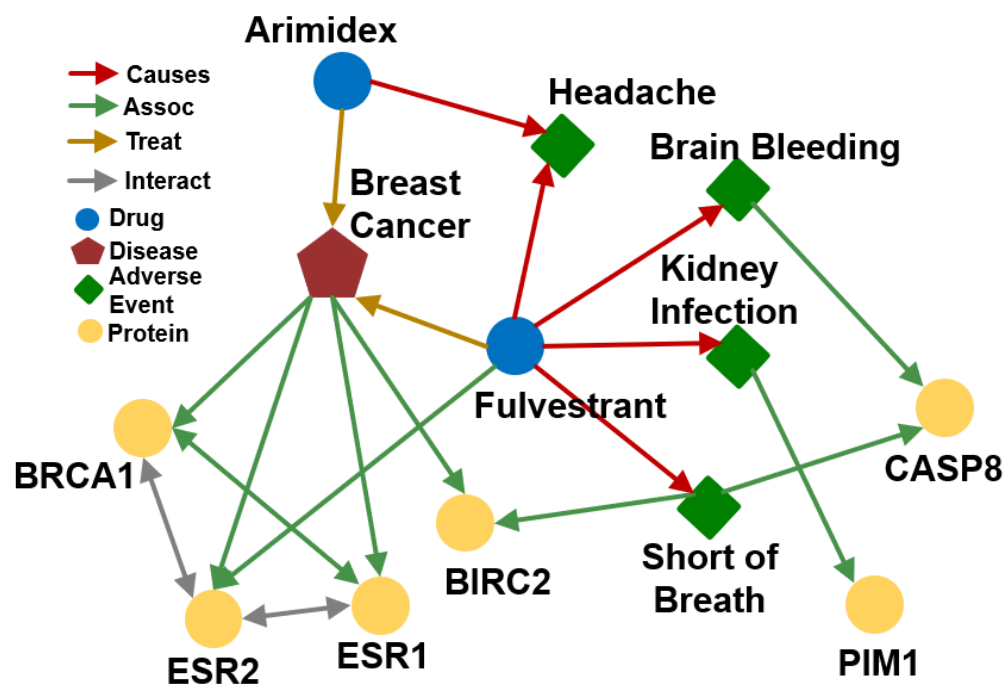 Arimidex
Causes
Assoc
Treat
Interact
Drug
Disease
Adverse
Event
Protein
Headache
Brain Bleeding
Breast
Cancer
Kidney
Infection
Fulvestrant
BRCA1
CASP8
BIRC2
Short of
Breath
ESR2
ESR1
PIM1